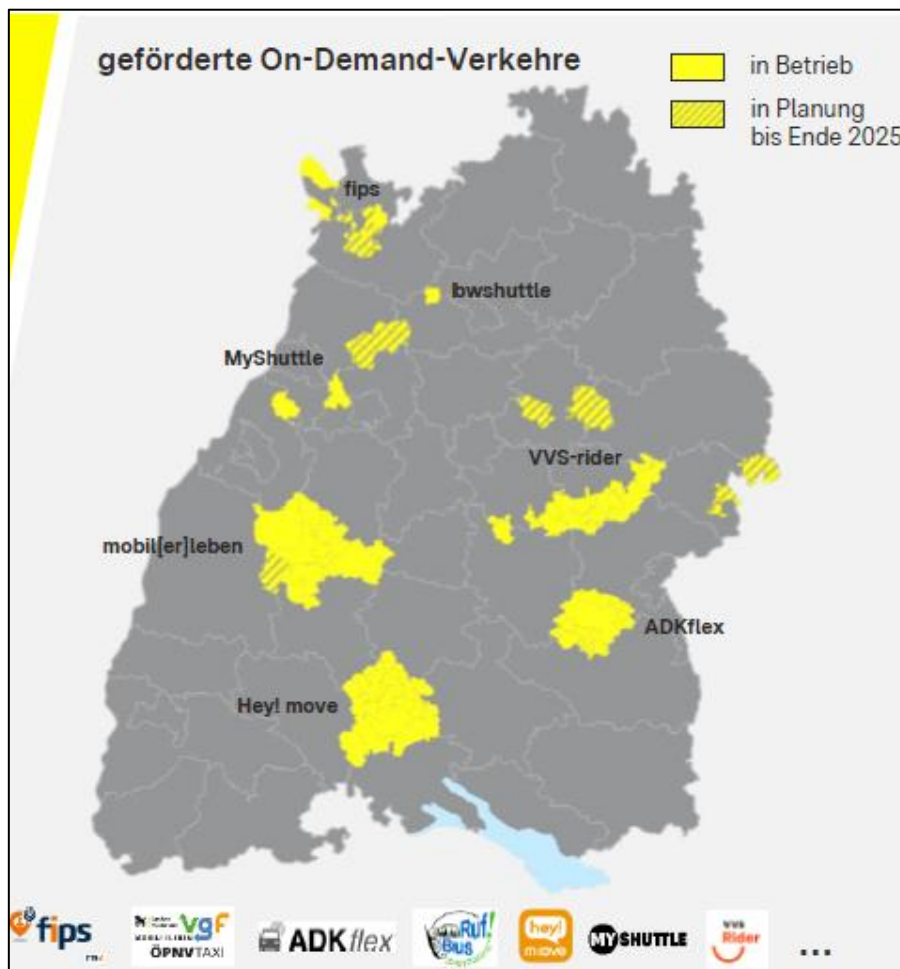 geförderte On-Demand-Verkehre
in Betrieb
in Planung
bis Ende 2025
fips
lbwshuttle
MyShuttle
VVS-rider
mobil[er]leben
ADKflex
Hey! move
fips
vgf
ÖPNVTAXI
ADKflex
Ruf!
Bus
hey!
move
MYSHUTTLE
VVS
Rider
...